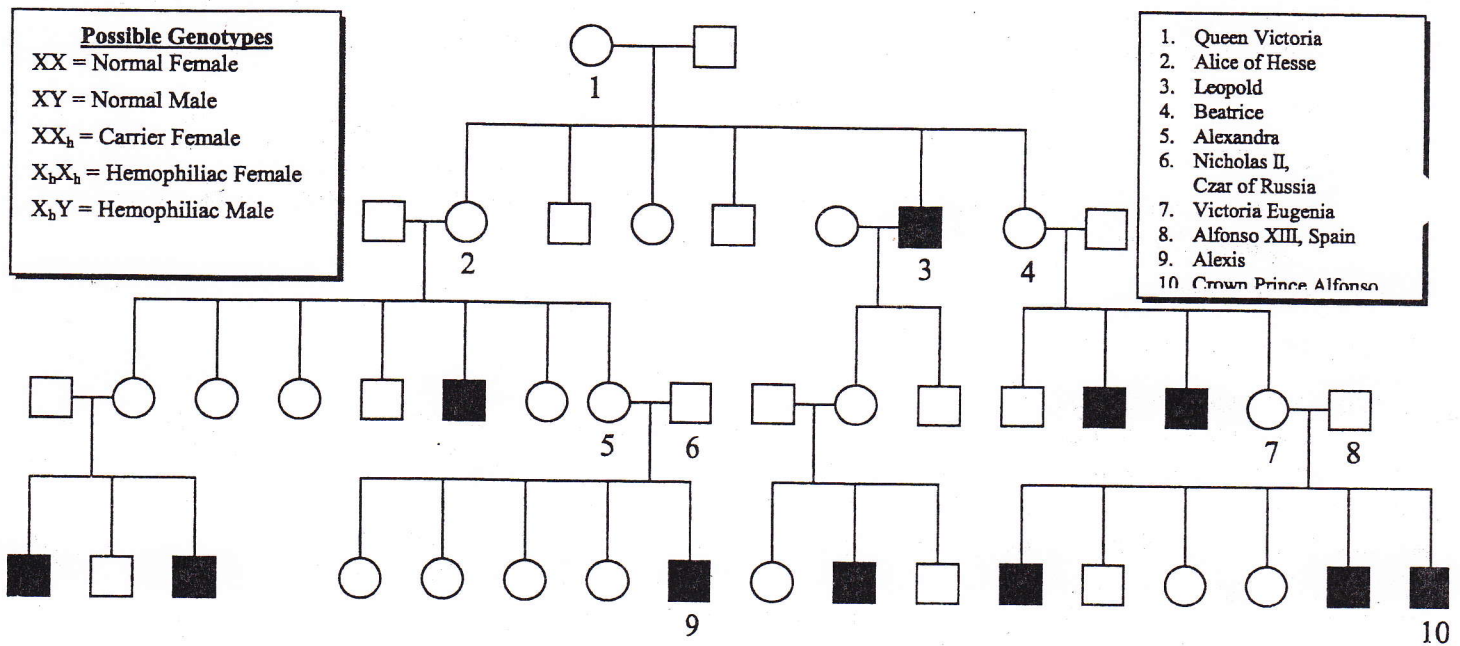 Possible Genotypes
XX = Normal Female
XY = Normal Male
XXₕ = Carrier Female
XₕXₕ = Hemophiliac Female
XₕY = Hemophiliac Male
1. Queen Victoria
2. Alice of Hesse
3. Leopold
4. Beatrice
5. Alexandra
6. Nicholas II,
Czar of Russia
7. Victoria Eugenia
8. Alfonso XIII, Spain
9. Alexis
10 Crown Prince Alfonso
1
2
3
4
5
6
7
8
9
10